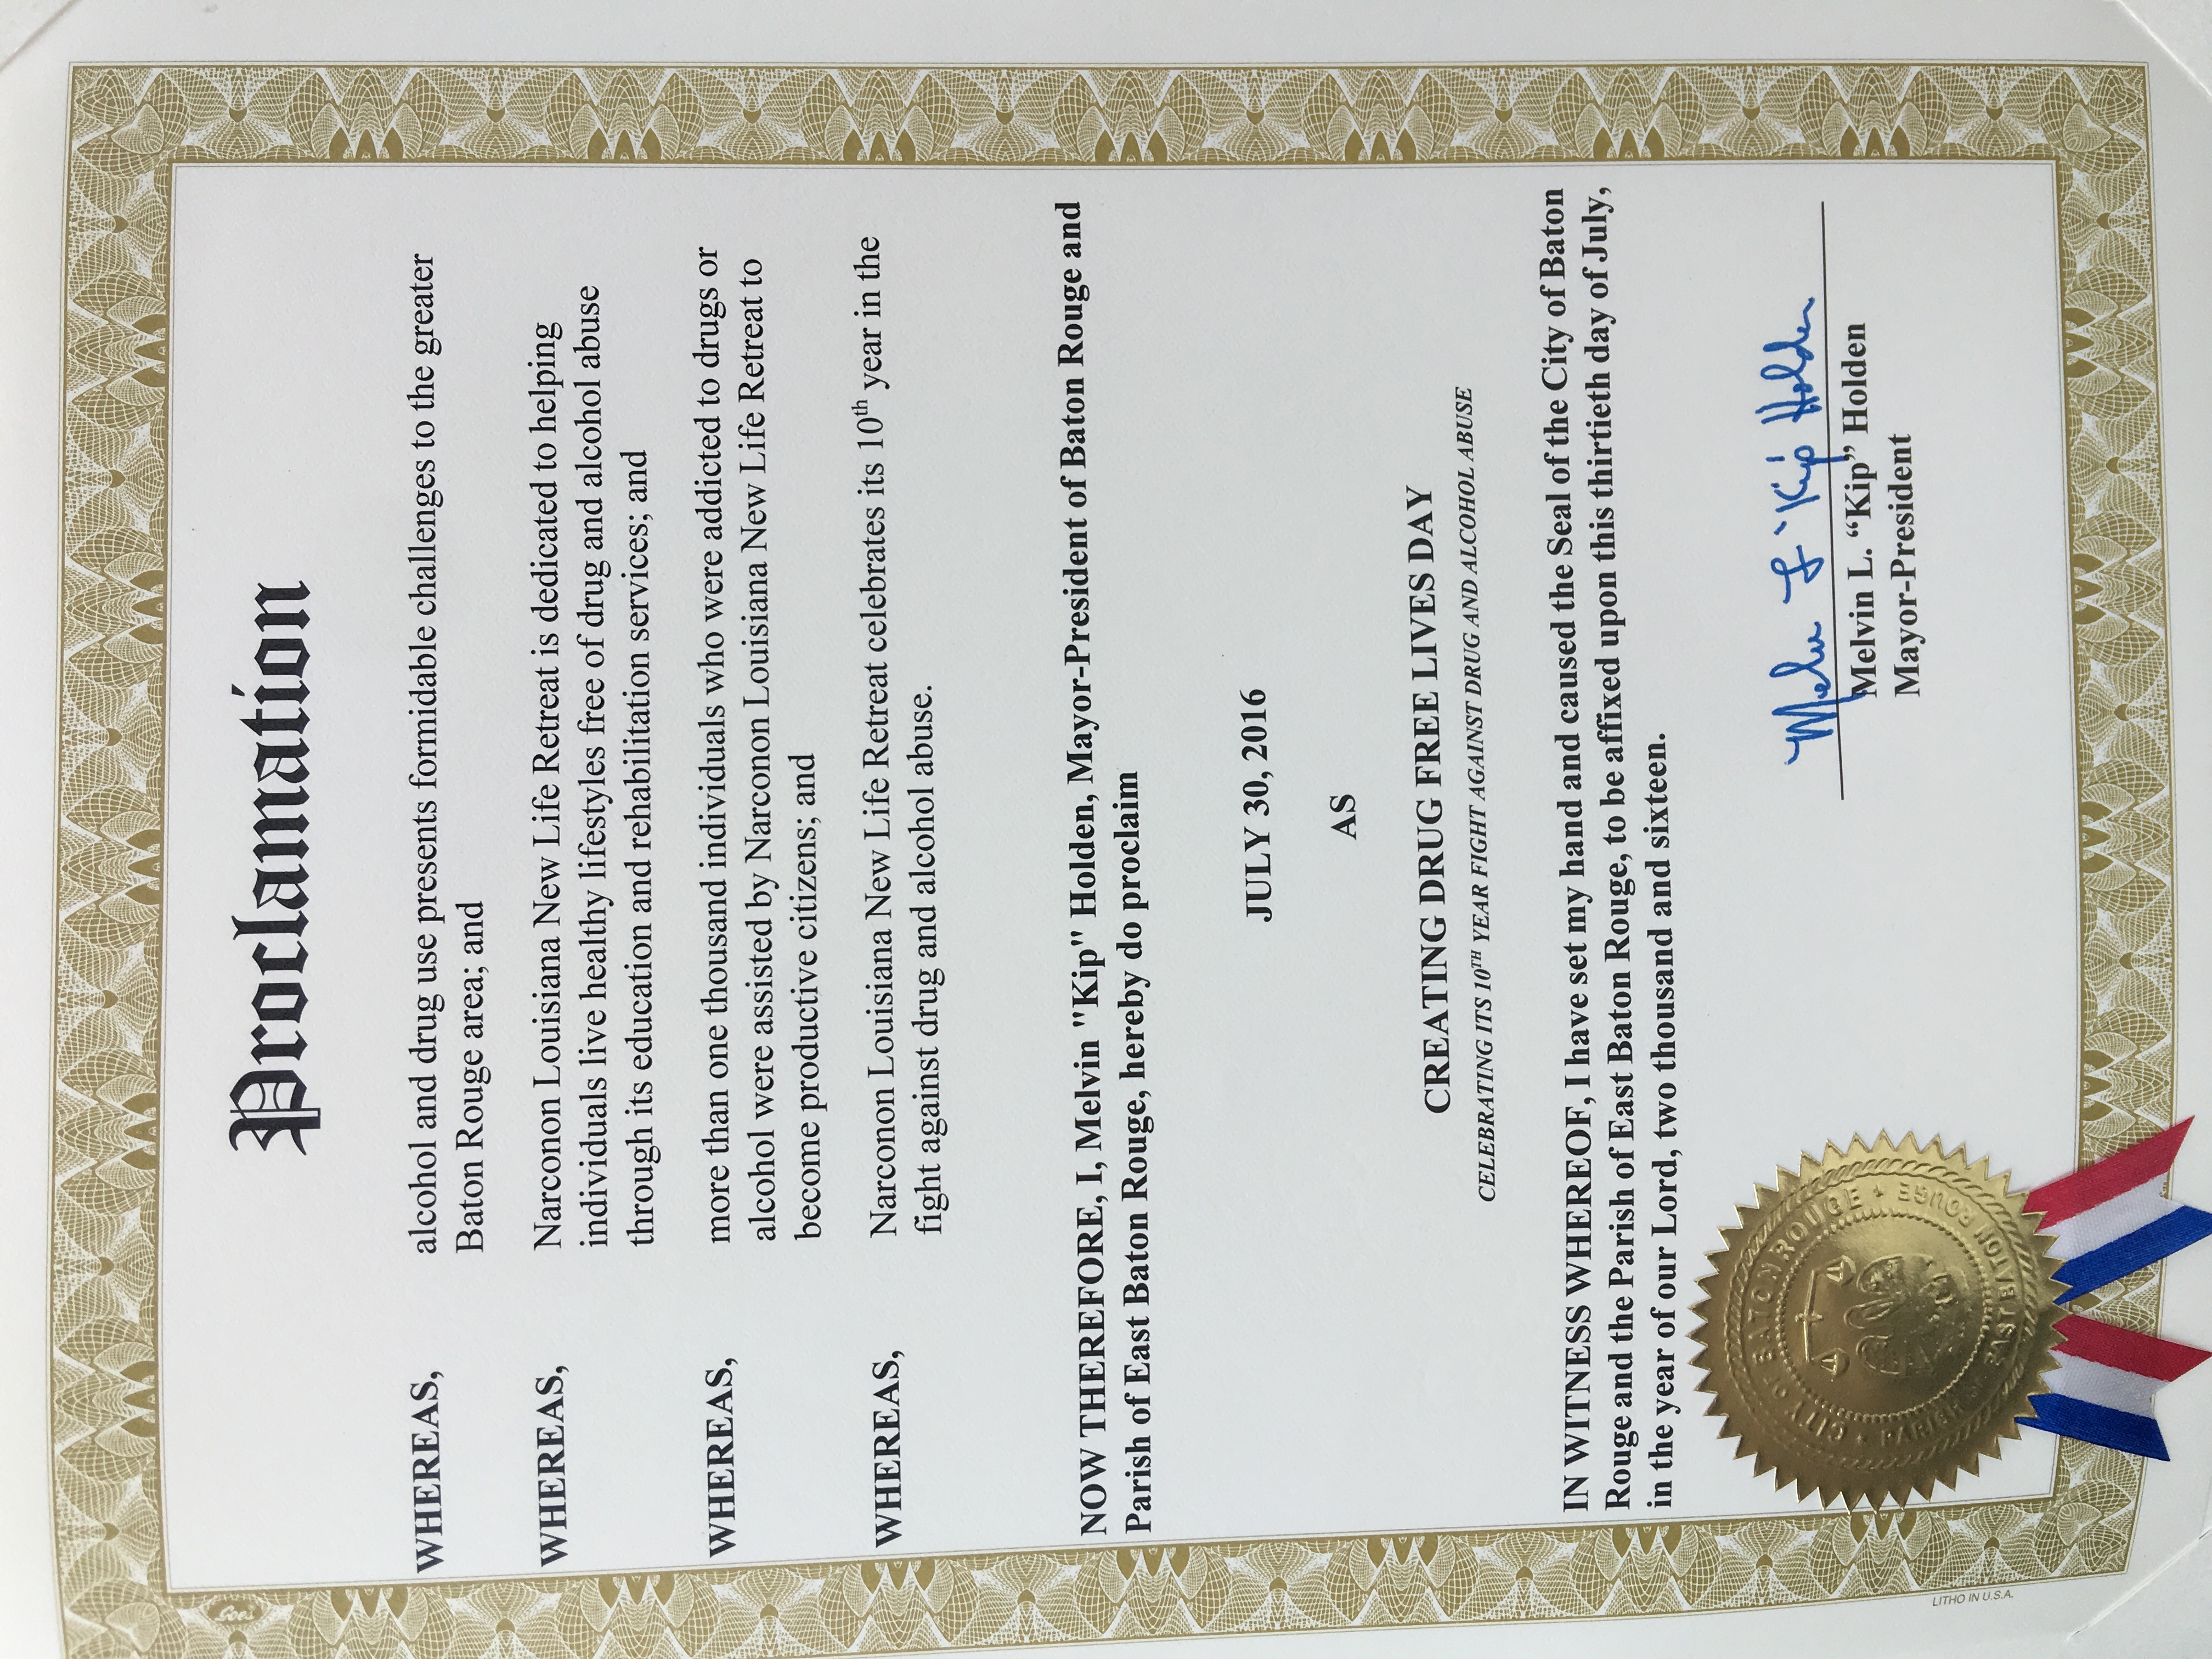 Proclamation
WHEREAS, alcohol and drug use presents formidable challenges to the greater
Baton Rouge area; and
WHEREAS, Narconon Louisiana New Life Retreat is dedicated to helping
individuals live healthy lifestyles free of drug and alcohol abuse
through its education and rehabilitation services; and
WHEREAS, more than one thousand individuals who were addicted to drugs or
alcohol were assisted by Narconon Louisiana New Life Retreat to
become productive citizens; and
WHEREAS, Narconon Louisiana New Life Retreat celebrates its 10th year in the
fight against drug and alcohol abuse.
NOW THEREFORE, I, Melvin "Kip" Holden, Mayor-President of Baton Rouge and
Parish of East Baton Rouge, hereby do proclaim
JULY 30, 2016
AS
CREATING DRUG FREE LIVES DAY
CELEBRATING ITS 10TH YEAR FIGHT AGAINST DRUG AND ALCOHOL ABUSE
IN WITNESS WHEREOF, I have set my hand and caused the Seal of the City of Baton
Rouge and the Parish of East Baton Rouge, to be affixed upon this thirtieth day of July,
in the year of our Lord, two thousand and sixteen.
Melvin L "Kip" Holden
Melvin L. “Kip” Holden
Mayor-President
CITY OF BATON ROUGE
PARISH OF EAST BATON ROUGE
Goes
LITHO IN U.S.A.